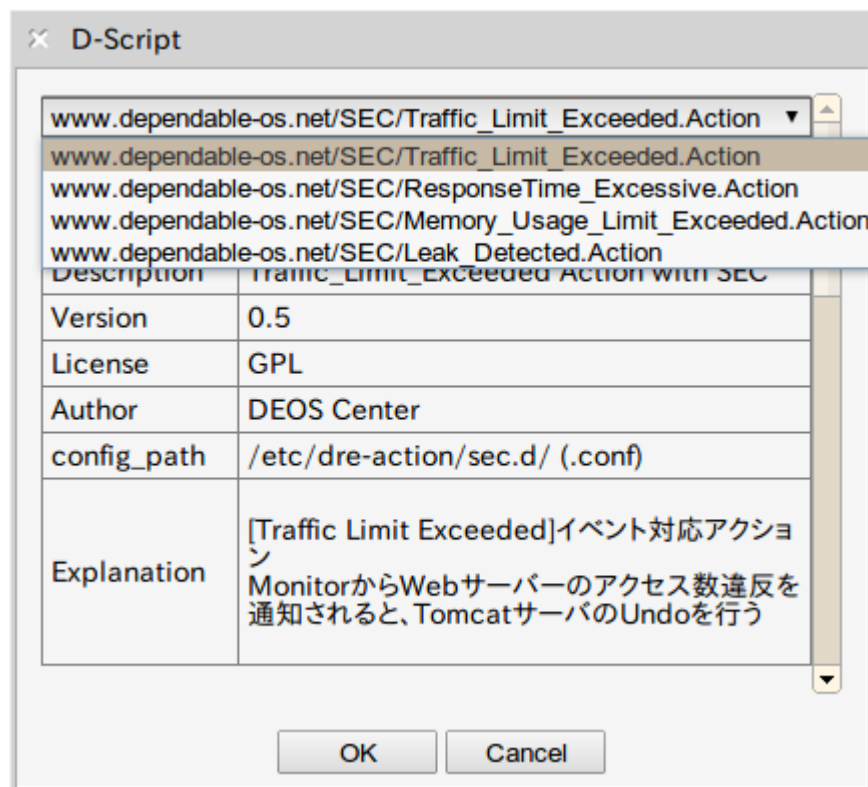 D-Script
www.dependable-os.net/SEC/Traffic_Limit_Exceeded.Action
www.dependable-os.net/SEC/Traffic_Limit_Exceeded.Action
www.dependable-os.net/SEC/ResponseTime_Excessive.Action
www.dependable-os.net/SEC/Memory_Usage_Limit_Exceeded.Action
www.dependable-os.net/SEC/Leak_Detected.Action
Description Traffic_Limit_Exceeded Action with SEC
Version 0.5
License GPL
Author DEOS Center
config_path /etc/dre-action/sec.d/ (.conf)
Explanation
[Traffic Limit Exceeded]イベント対応アクショ
ン
MonitorからWebサーバーのアクセス数違反を
通知されると、TomcatサーバのUndoを行う
OK Cancel